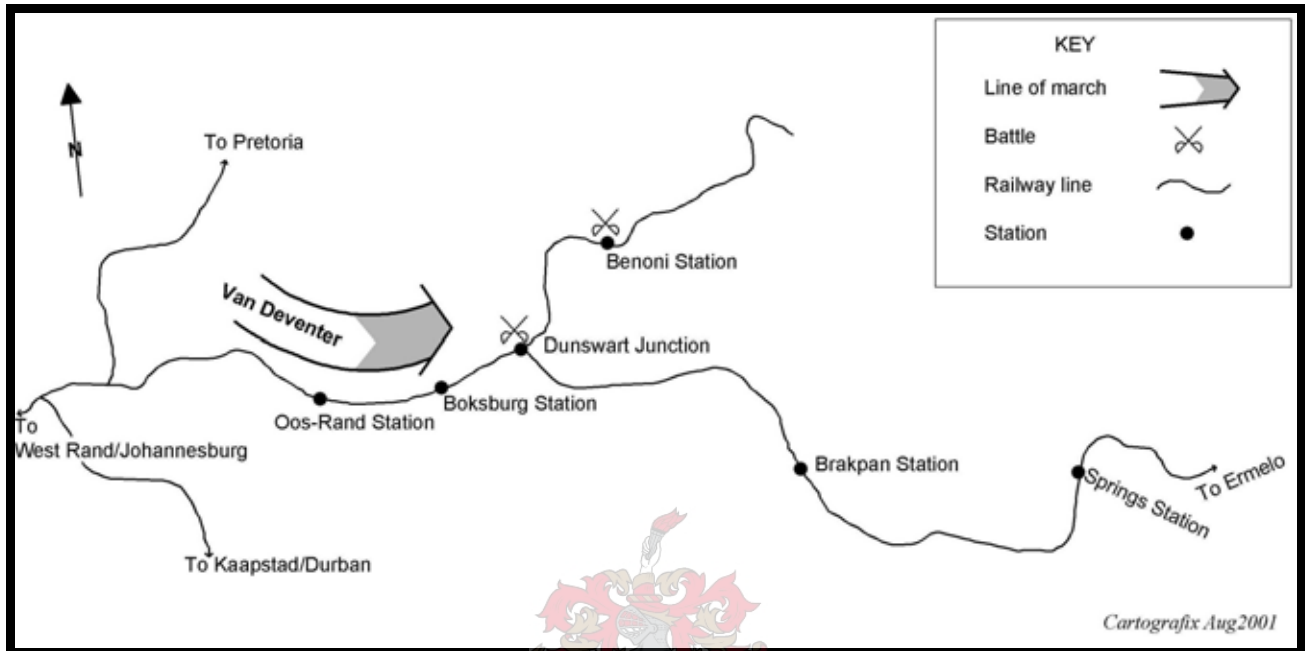 KEY
Line of march
Battle
Railway line
Station
N
To Pretoria
Benoni Station
Van Deventer
Dunswart Junction
Boksburg Station
Oos-Rand Station
To
West Rand/Johannesburg
Brakpan Station
Springs Station
To Ermelo
To Kaapstad/Durban
Cartografix Aug2001